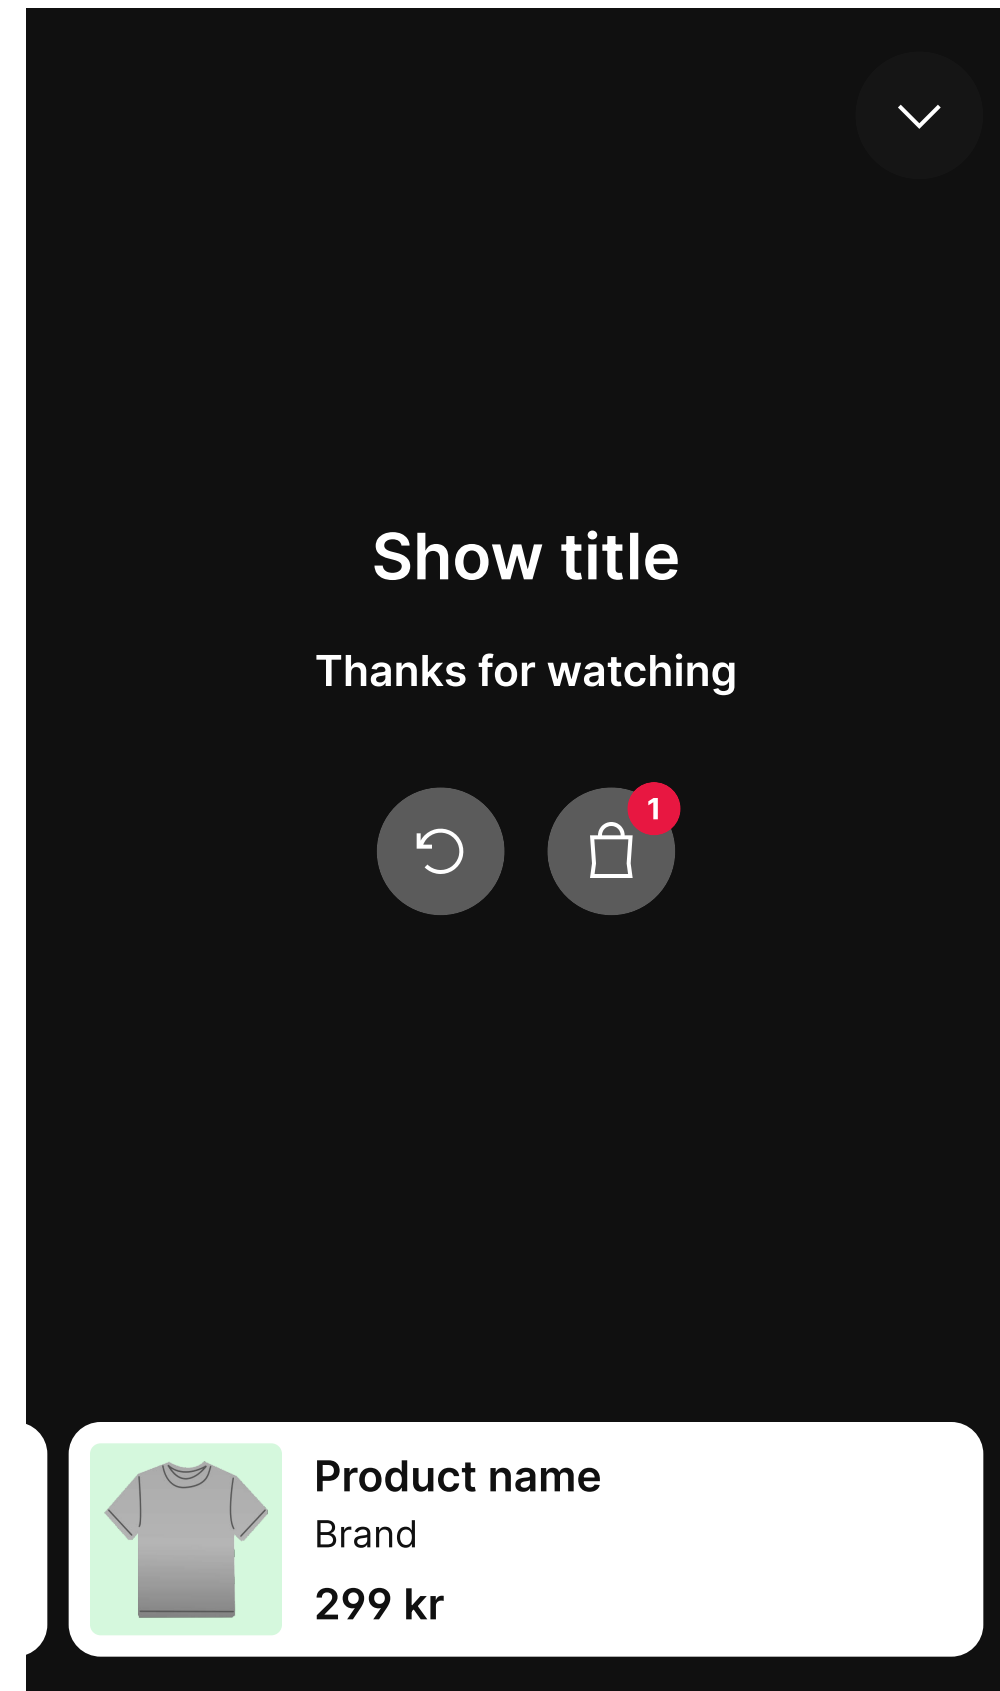 Show title
Thanks for watching
1
Product name
Brand
299 kr